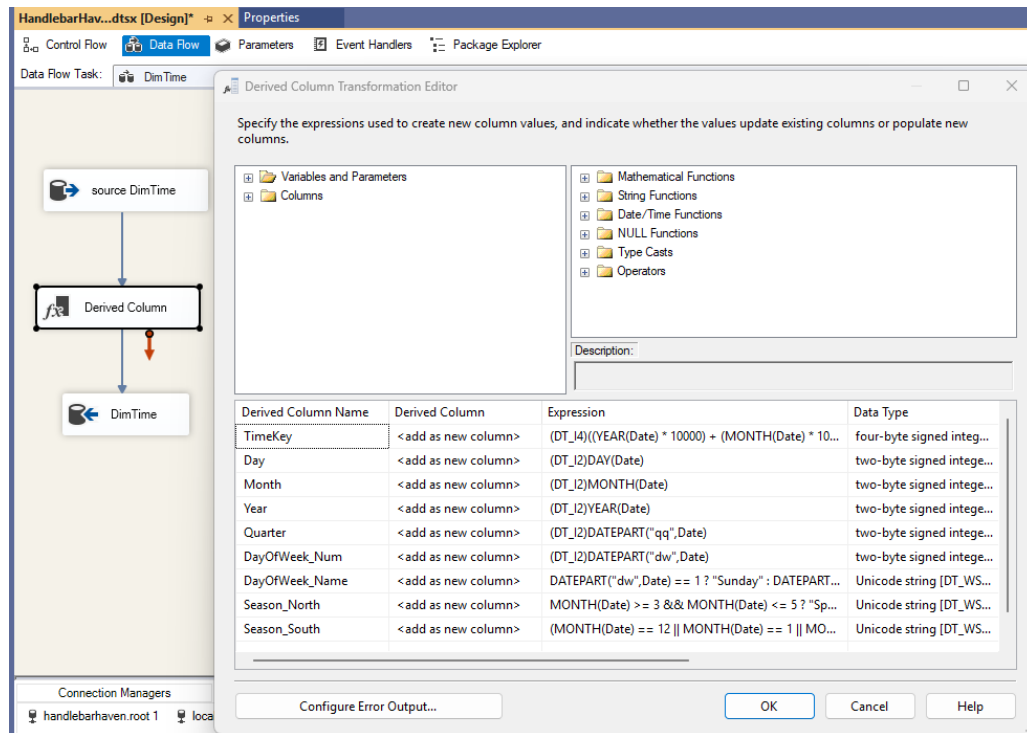 HandlebarHav...dtsx [Design]* Properties
Control Flow Data Flow Parameters Event Handlers Package Explorer
Data Flow Task: DimTime
source DimTime
Derived Column
DimTime
Connection Managers
handlebarhaven.root 1 loca
Derived Column Transformation Editor
Specify the expressions used to create new column values, and indicate whether the values update existing columns or populate new
columns.
Variables and Parameters
Columns
Mathematical Functions
String Functions
Date/Time Functions
NULL Functions
Type Casts
Operators
Description:
Derived Column Name Derived Column Expression Data Type
TimeKey <add as new column> (DT_I4)((YEAR(Date) * 10000) + (MONTH(Date) * 10... four-byte signed integ...
Day <add as new column> (DT_I2)DAY(Date) two-byte signed intege...
Month <add as new column> (DT_I2)MONTH(Date) two-byte signed intege...
Year <add as new column> (DT_I2)YEAR(Date) two-byte signed intege...
Quarter <add as new column> (DT_I2)DATEPART("qq",Date) two-byte signed intege...
DayOfWeek_Num <add as new column> (DT_I2)DATEPART("dw",Date) two-byte signed intege...
DayOfWeek_Name <add as new column> DATEPART("dw",Date) == 1 ? "Sunday" : DATEPART... Unicode string [DT_WS...
Season_North <add as new column> MONTH(Date) >= 3 && MONTH(Date) <= 5 ? "Sp... Unicode string [DT_WS...
Season_South <add as new column> (MONTH(Date) == 12 || MONTH(Date) == 1 || MO... Unicode string [DT_WS...
Configure Error Output... OK Cancel Help